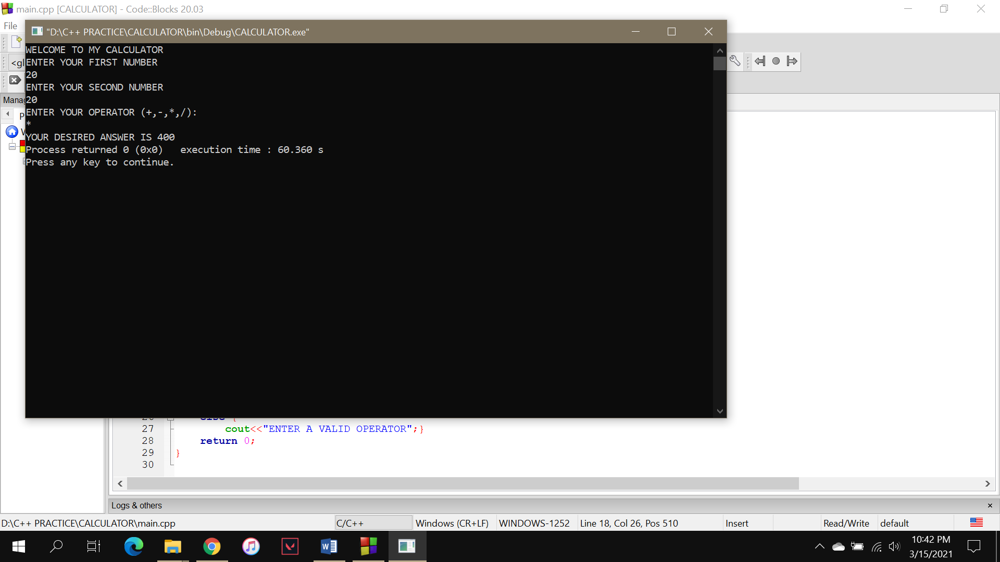 main.cpp [CALCULATOR] - Code::Blocks 20.03
File
"D:\C++ PRACTICE\CALCULATOR\bin\Debug\CALCULATOR.exe"
WELCOME TO MY CALCULATOR
ENTER YOUR FIRST NUMBER
20
ENTER YOUR SECOND NUMBER
20
ENTER YOUR OPERATOR (+,-,*,/):
*
YOUR DESIRED ANSWER IS 400
Process returned 0 (0x0)   execution time : 60.360 s
Press any key to continue.
<gl
Manag
27 cout<<"ENTER A VALID OPERATOR";}
28 return 0;
29 }
30
Logs & others
D:\C++ PRACTICE\CALCULATOR\main.cpp C/C++ Windows (CR+LF) WINDOWS-1252 Line 18, Col 26, Pos 510 Insert Read/Write default
10:42 PM
3/15/2021